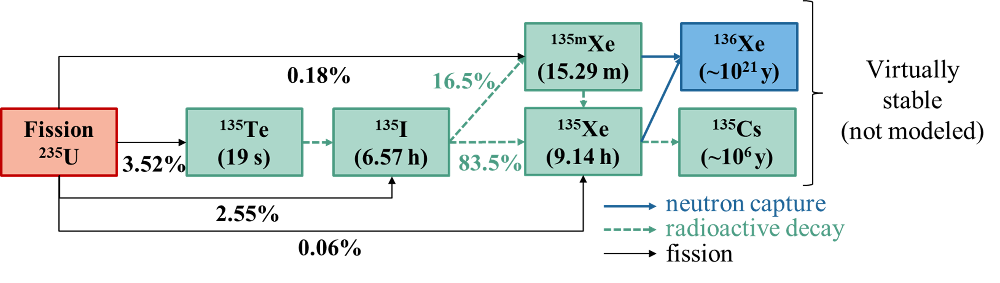 ¹³⁵ᵐXe
(15.29 m)
¹³⁶Xe
(~10²¹ y)
Virtually
stable
(not modeled)
0.18%
16.5%
Fission
²³⁵U
3.52%
¹³⁵Te
(19 s)
¹³⁵I
(6.57 h)
83.5%
¹³⁵Xe
(9.14 h)
¹³⁵Cs
(~10⁶ y)
2.55%
0.06%
neutron capture
radioactive decay
fission